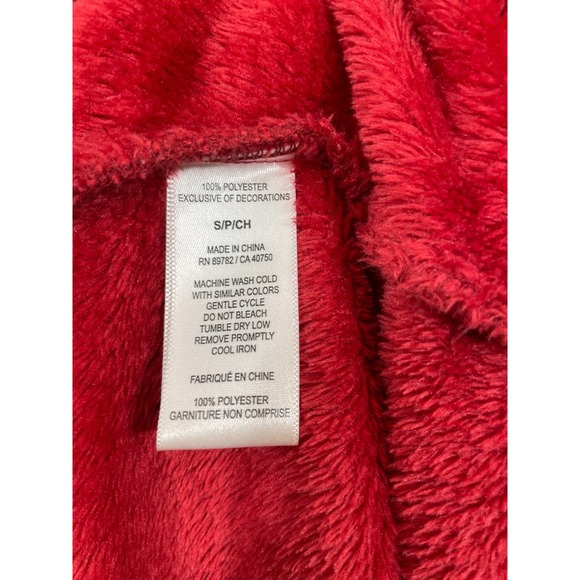 100% POLYESTER
EXCLUSIVE OF DECORATIONS
S/P/CH
MADE IN CHINA
RN 89782 / CA 40750
MACHINE WASH COLD
WITH SIMILAR COLORS
GENTLE CYCLE
DO NOT BLEACH
TUMBLE DRY LOW
REMOVE PROMPTLY
COOL IRON
FABRIQUÉ EN CHINE
100% POLYESTER
GARNITURE NON COMPRISE